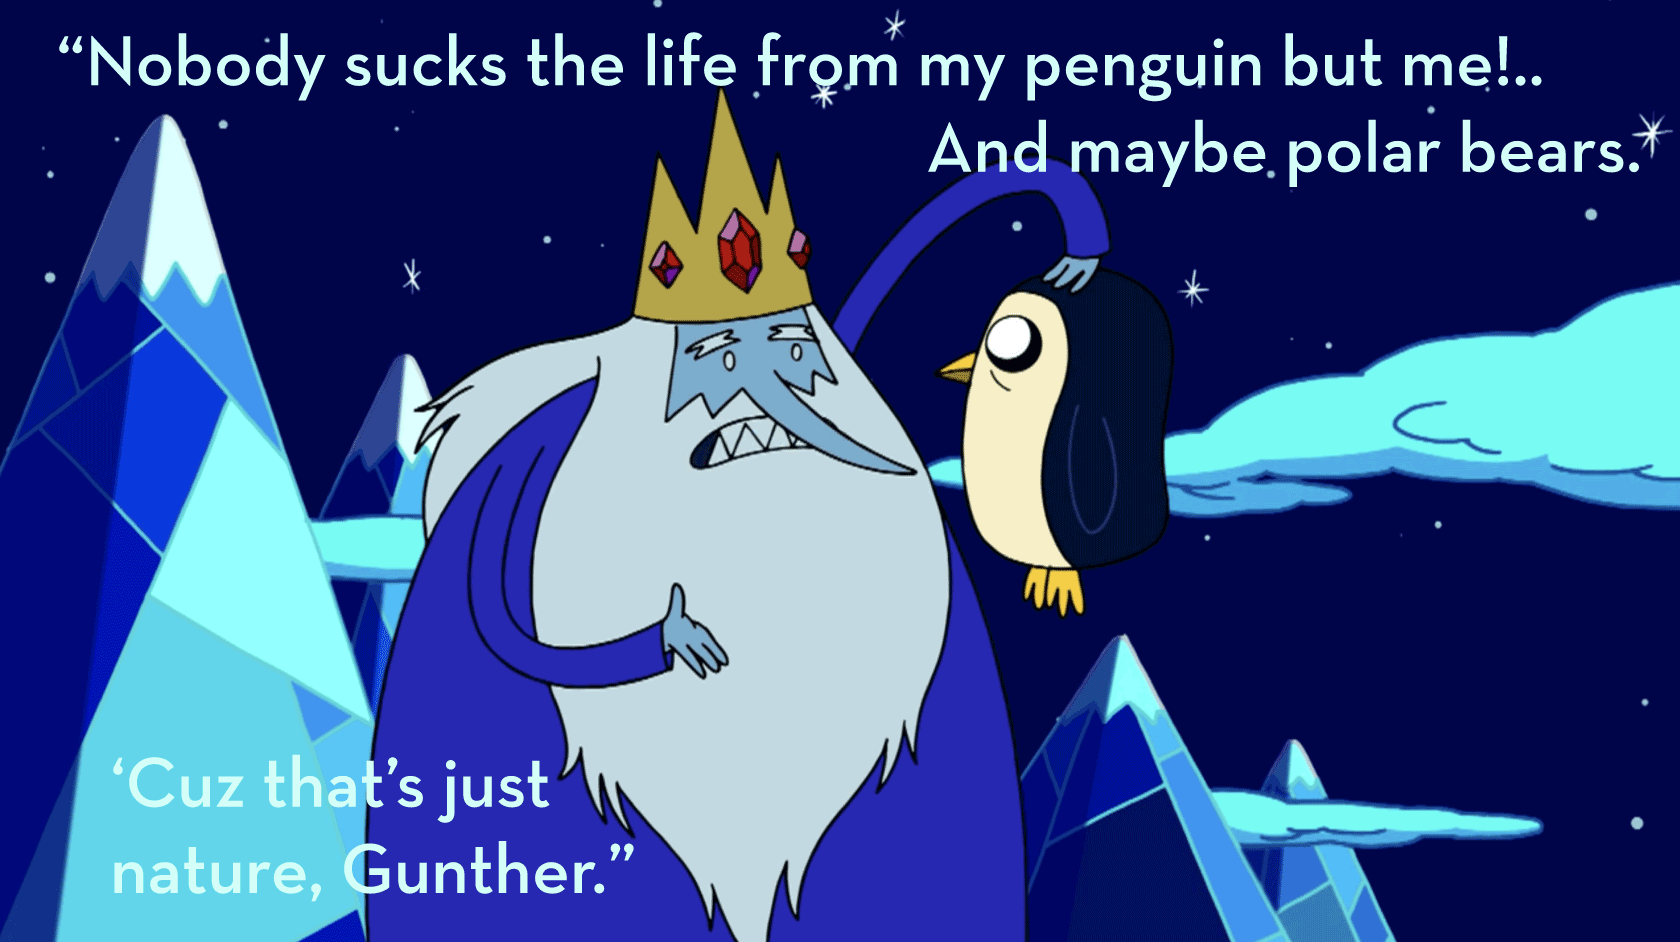 “Nobody sucks the life from my penguin but me!..
And maybe polar bears.
‘Cuz that’s just
nature, Gunther.”